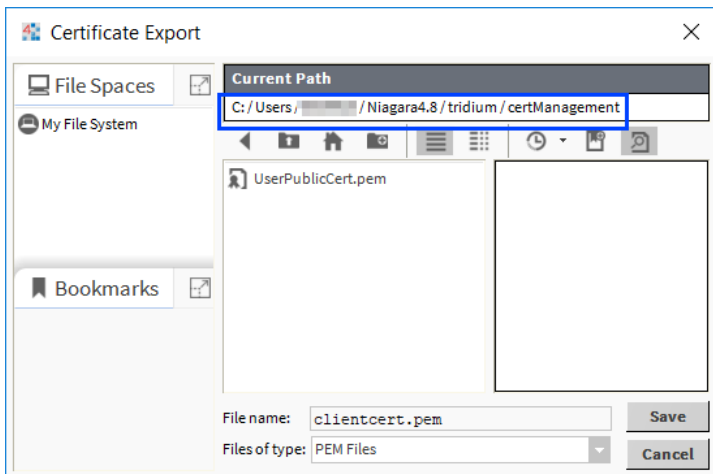 Certificate Export
File Spaces
My File System
Bookmarks
Current Path
C:/Users/ /Niagara4.8/tridium/certManagement
UserPublicCert.pem
File name: clientcert.pem
Save
Files of type: PEM Files
Cancel